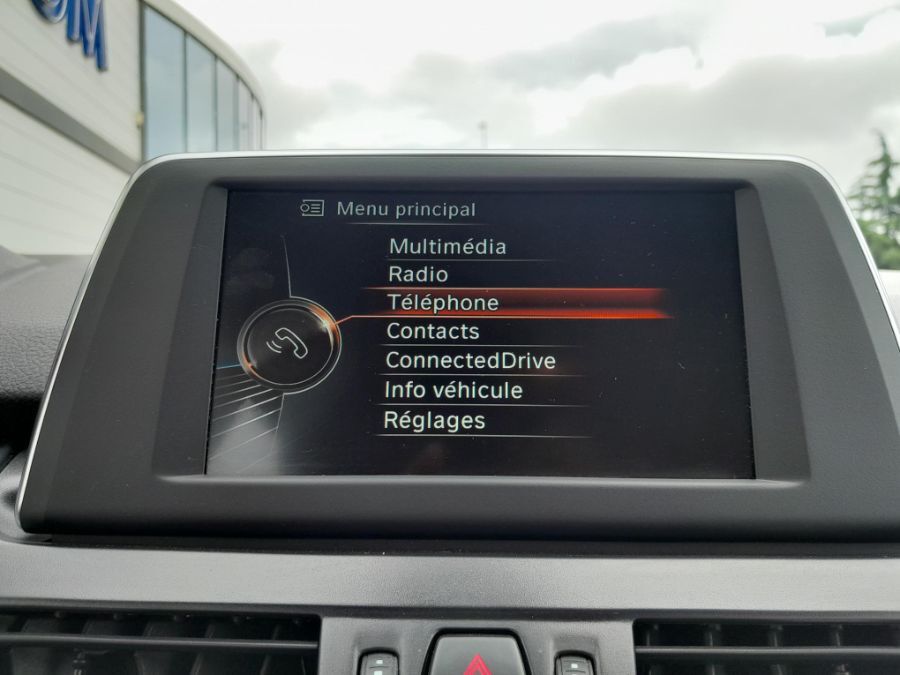 Menu principal
Multimédia
Radio
Téléphone
Contacts
ConnectedDrive
Info véhicule
Réglages